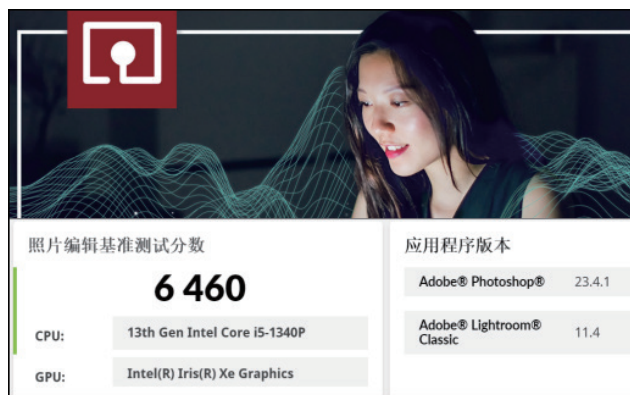 照片编辑基准测试分数
6 460
CPU:
13th Gen Intel Core i5-1340P
GPU:
Intel(R) Iris(R) Xe Graphics
应用程序版本
Adobe® Photoshop®
23.4.1
Adobe® Lightroom®
Classic
11.4